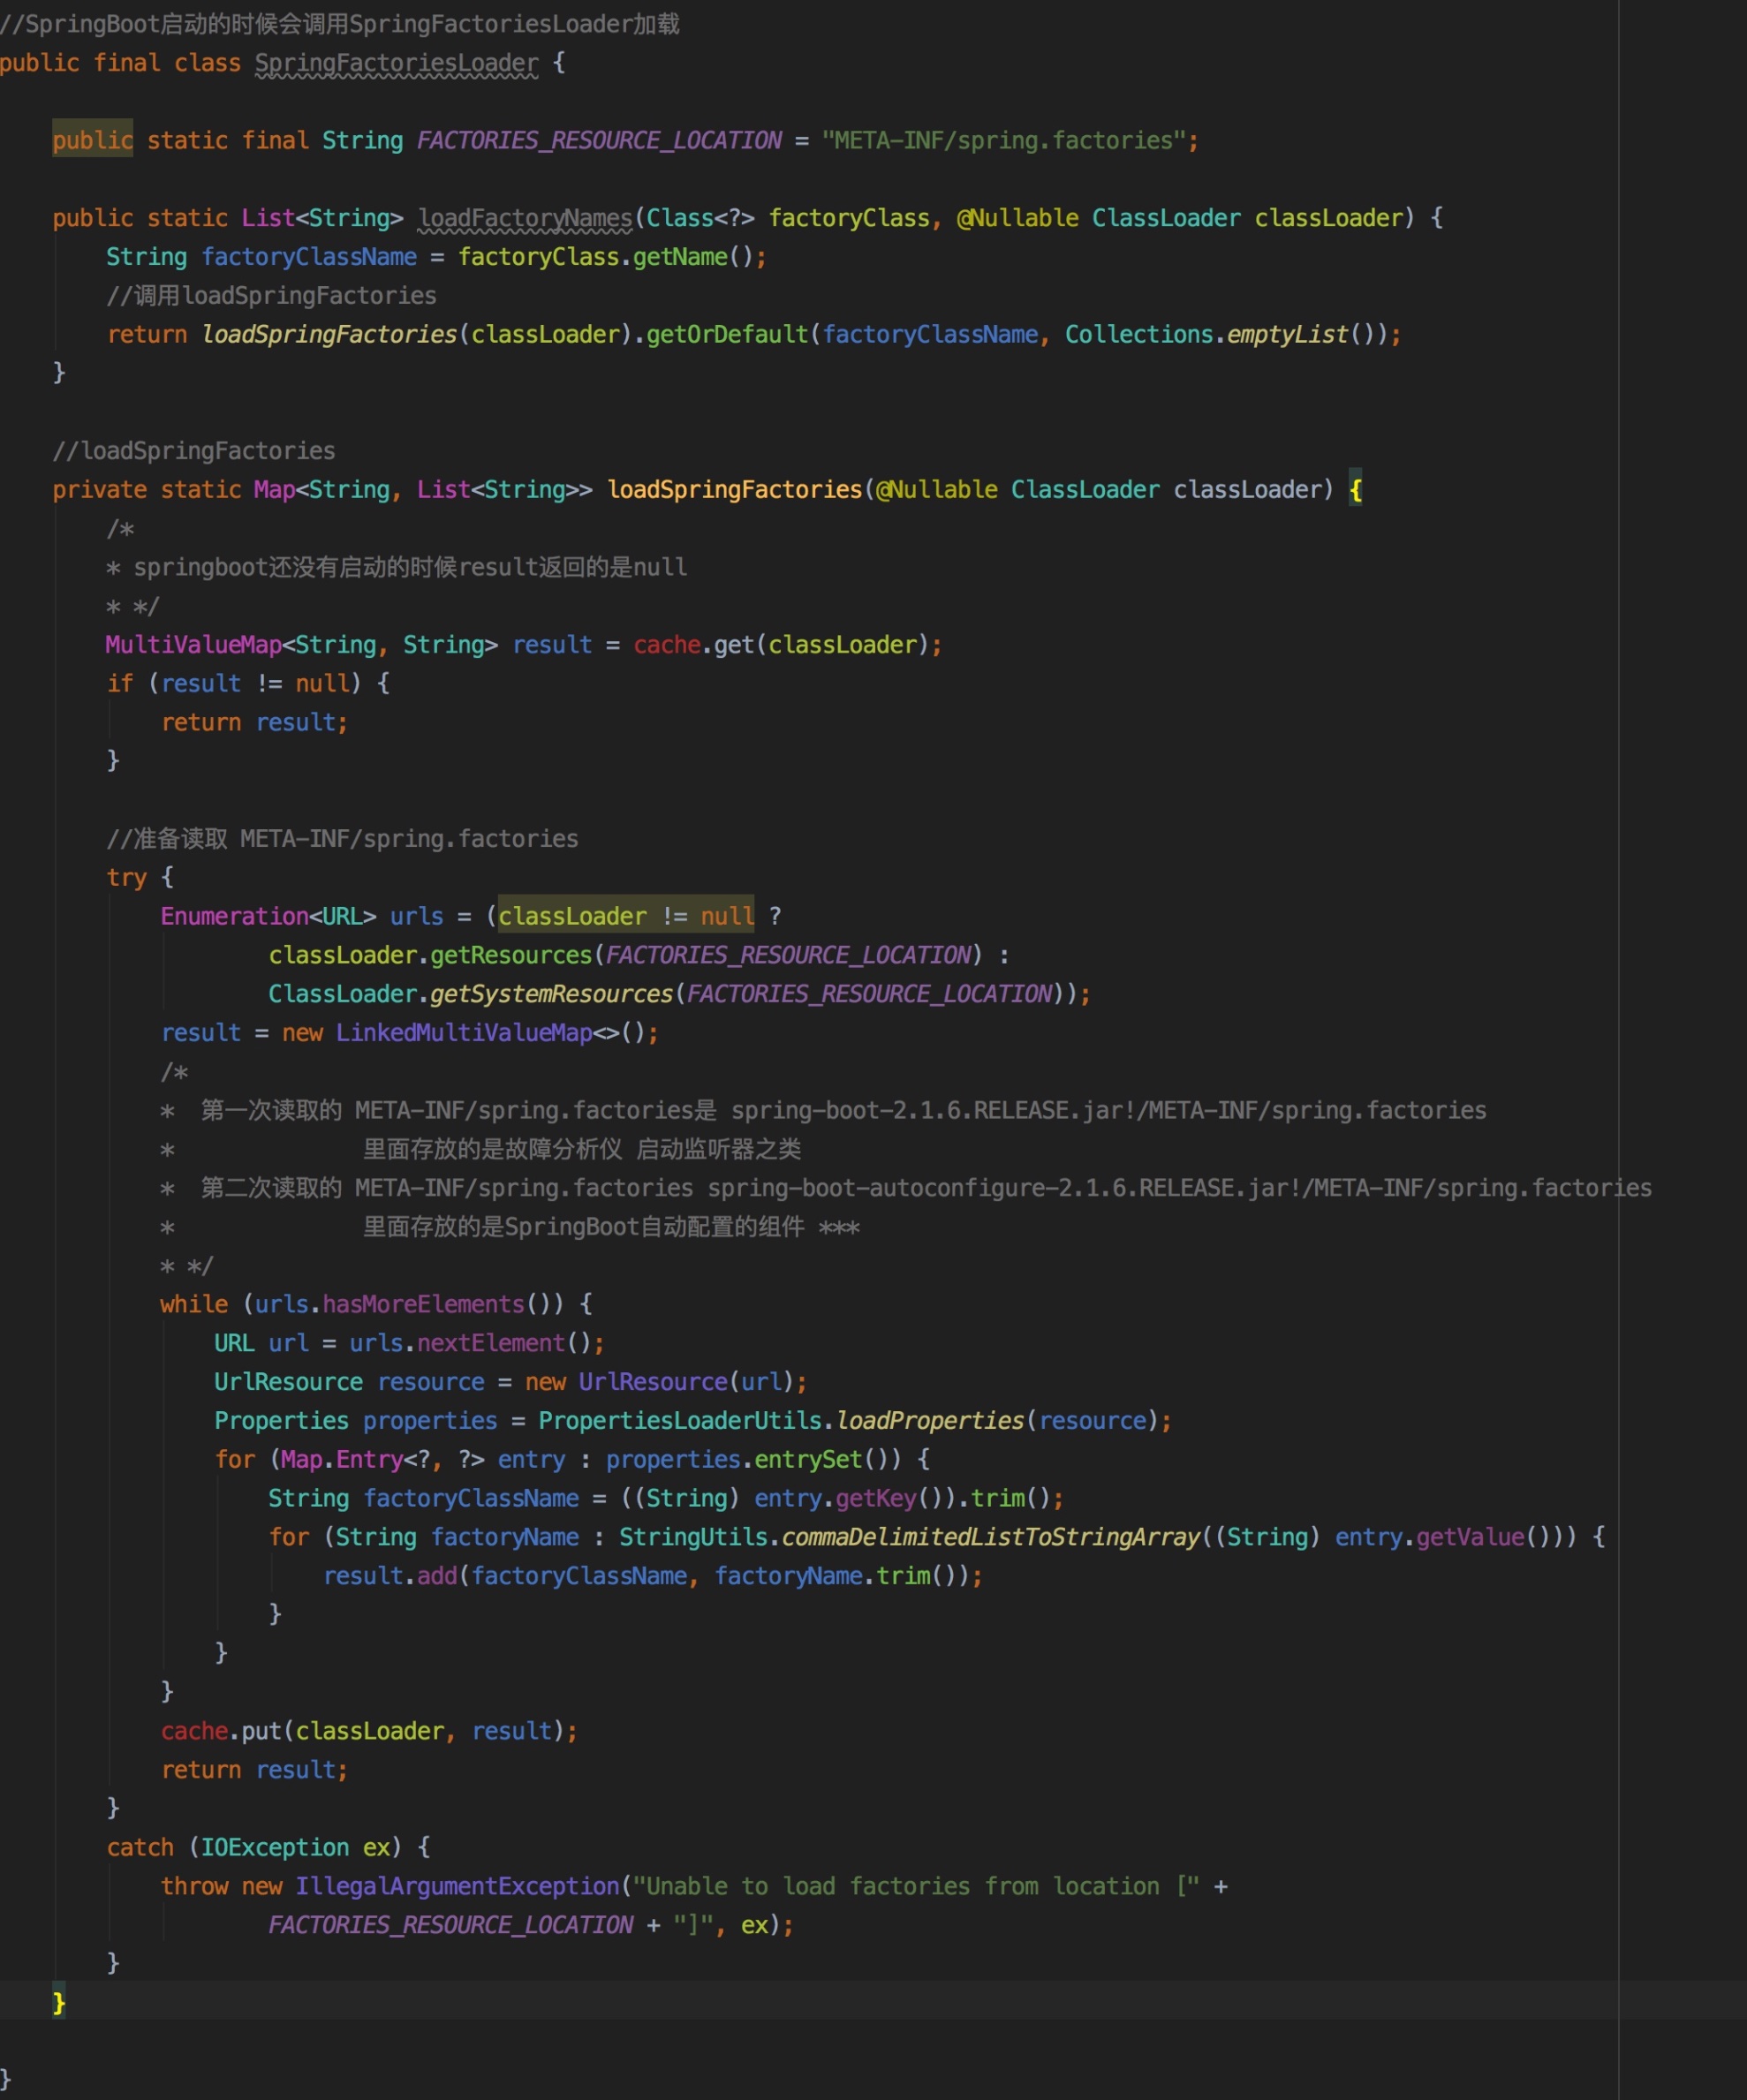 //SpringBoot启动的时候会调用SpringFactoriesLoader加载
public final class SpringFactoriesLoader {
public static final String FACTORIES_RESOURCE_LOCATION = "META-INF/spring.factories";
public static List<String> loadFactoryNames(Class<?> factoryClass, @Nullable ClassLoader classLoader) {
String factoryClassName = factoryClass.getName();
//调用loadSpringFactories
return loadSpringFactories(classLoader).getOrDefault(factoryClassName, Collections.emptyList());
}
//loadSpringFactories
private static Map<String, List<String>> loadSpringFactories(@Nullable ClassLoader classLoader) {
/*
* springboot还没有启动的时候result返回的是null
* */
MultiValueMap<String, String> result = cache.get(classLoader);
if (result != null) {
return result;
}
//准备读取 META-INF/spring.factories
try {
Enumeration<URL> urls = (classLoader != null ?
classLoader.getResources(FACTORIES_RESOURCE_LOCATION) :
ClassLoader.getSystemResources(FACTORIES_RESOURCE_LOCATION));
result = new LinkedMultiValueMap<>();
/*
* 第一次读取的 META-INF/spring.factories是 spring-boot-2.1.6.RELEASE.jar!/META-INF/spring.factories
* 里面存放的是故障分析仪 启动监听器之类
* 第二次读取的 META-INF/spring.factories spring-boot-autoconfigure-2.1.6.RELEASE.jar!/META-INF/spring.factories
* 里面存放的是SpringBoot自动配置的组件 ***
* */
while (urls.hasMoreElements()) {
URL url = urls.nextElement();
UrlResource resource = new UrlResource(url);
Properties properties = PropertiesLoaderUtils.loadProperties(resource);
for (Map.Entry<?, ?> entry : properties.entrySet()) {
String factoryClassName = ((String) entry.getKey()).trim();
for (String factoryName : StringUtils.commaDelimitedListToStringArray((String) entry.getValue())) {
result.add(factoryClassName, factoryName.trim());
}
}
}
cache.put(classLoader, result);
return result;
}
catch (IOException ex) {
throw new IllegalArgumentException("Unable to load factories from location [" +
FACTORIES_RESOURCE_LOCATION + "]", ex);
}
}
}